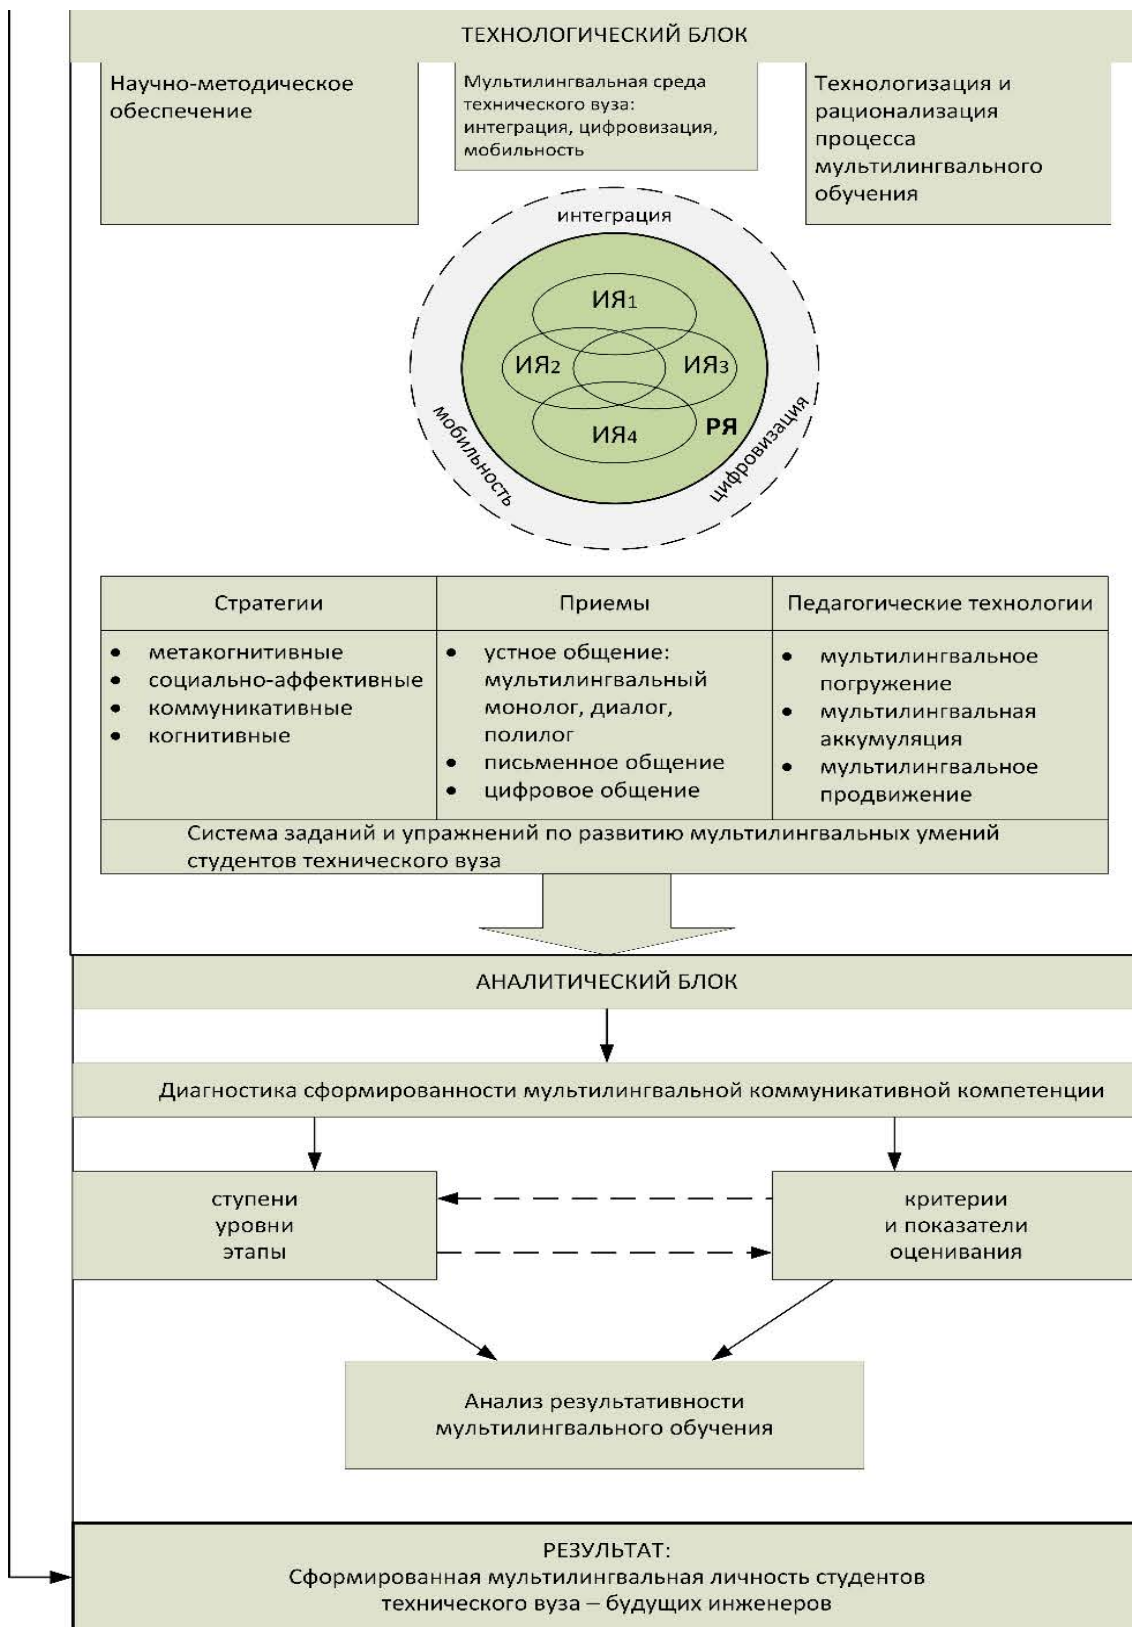 ТЕХНОЛОГИЧЕСКИЙ БЛОК
Научно-методическое
обеспечение
Мультилингвальная среда
технического вуза:
интеграция, цифровизация,
мобильность
Технологизация и
рационализация
процесса
мультилингвального
обучения
интеграция
ИЯ1
ИЯ2
ИЯ3
ИЯ4
РЯ
мобильность
цифровизация
Стратегии
• метакогнитивные
• социально-аффективные
• коммуникативные
• когнитивные
Приемы
• устное общение:
мультилингвальный
монолог, диалог,
полилог
• письменное общение
• цифровое общение
Педагогические технологии
• мультилингвальное
погружение
• мультилингвальная
аккумуляция
• мультилингвальное
продвижение
Система заданий и упражнений по развитию мультилингвальных умений
студентов технического вуза
АНАЛИТИЧЕСКИЙ БЛОК
Диагностика сформированности мультилингвальной коммуникативной компетенции
ступени
уровни
этапы
критерии
и показатели
оценивания
Анализ результативности
мультилингвального обучения
РЕЗУЛЬТАТ:
Сформированная мультилингвальная личность студентов
технического вуза – будущих инженеров